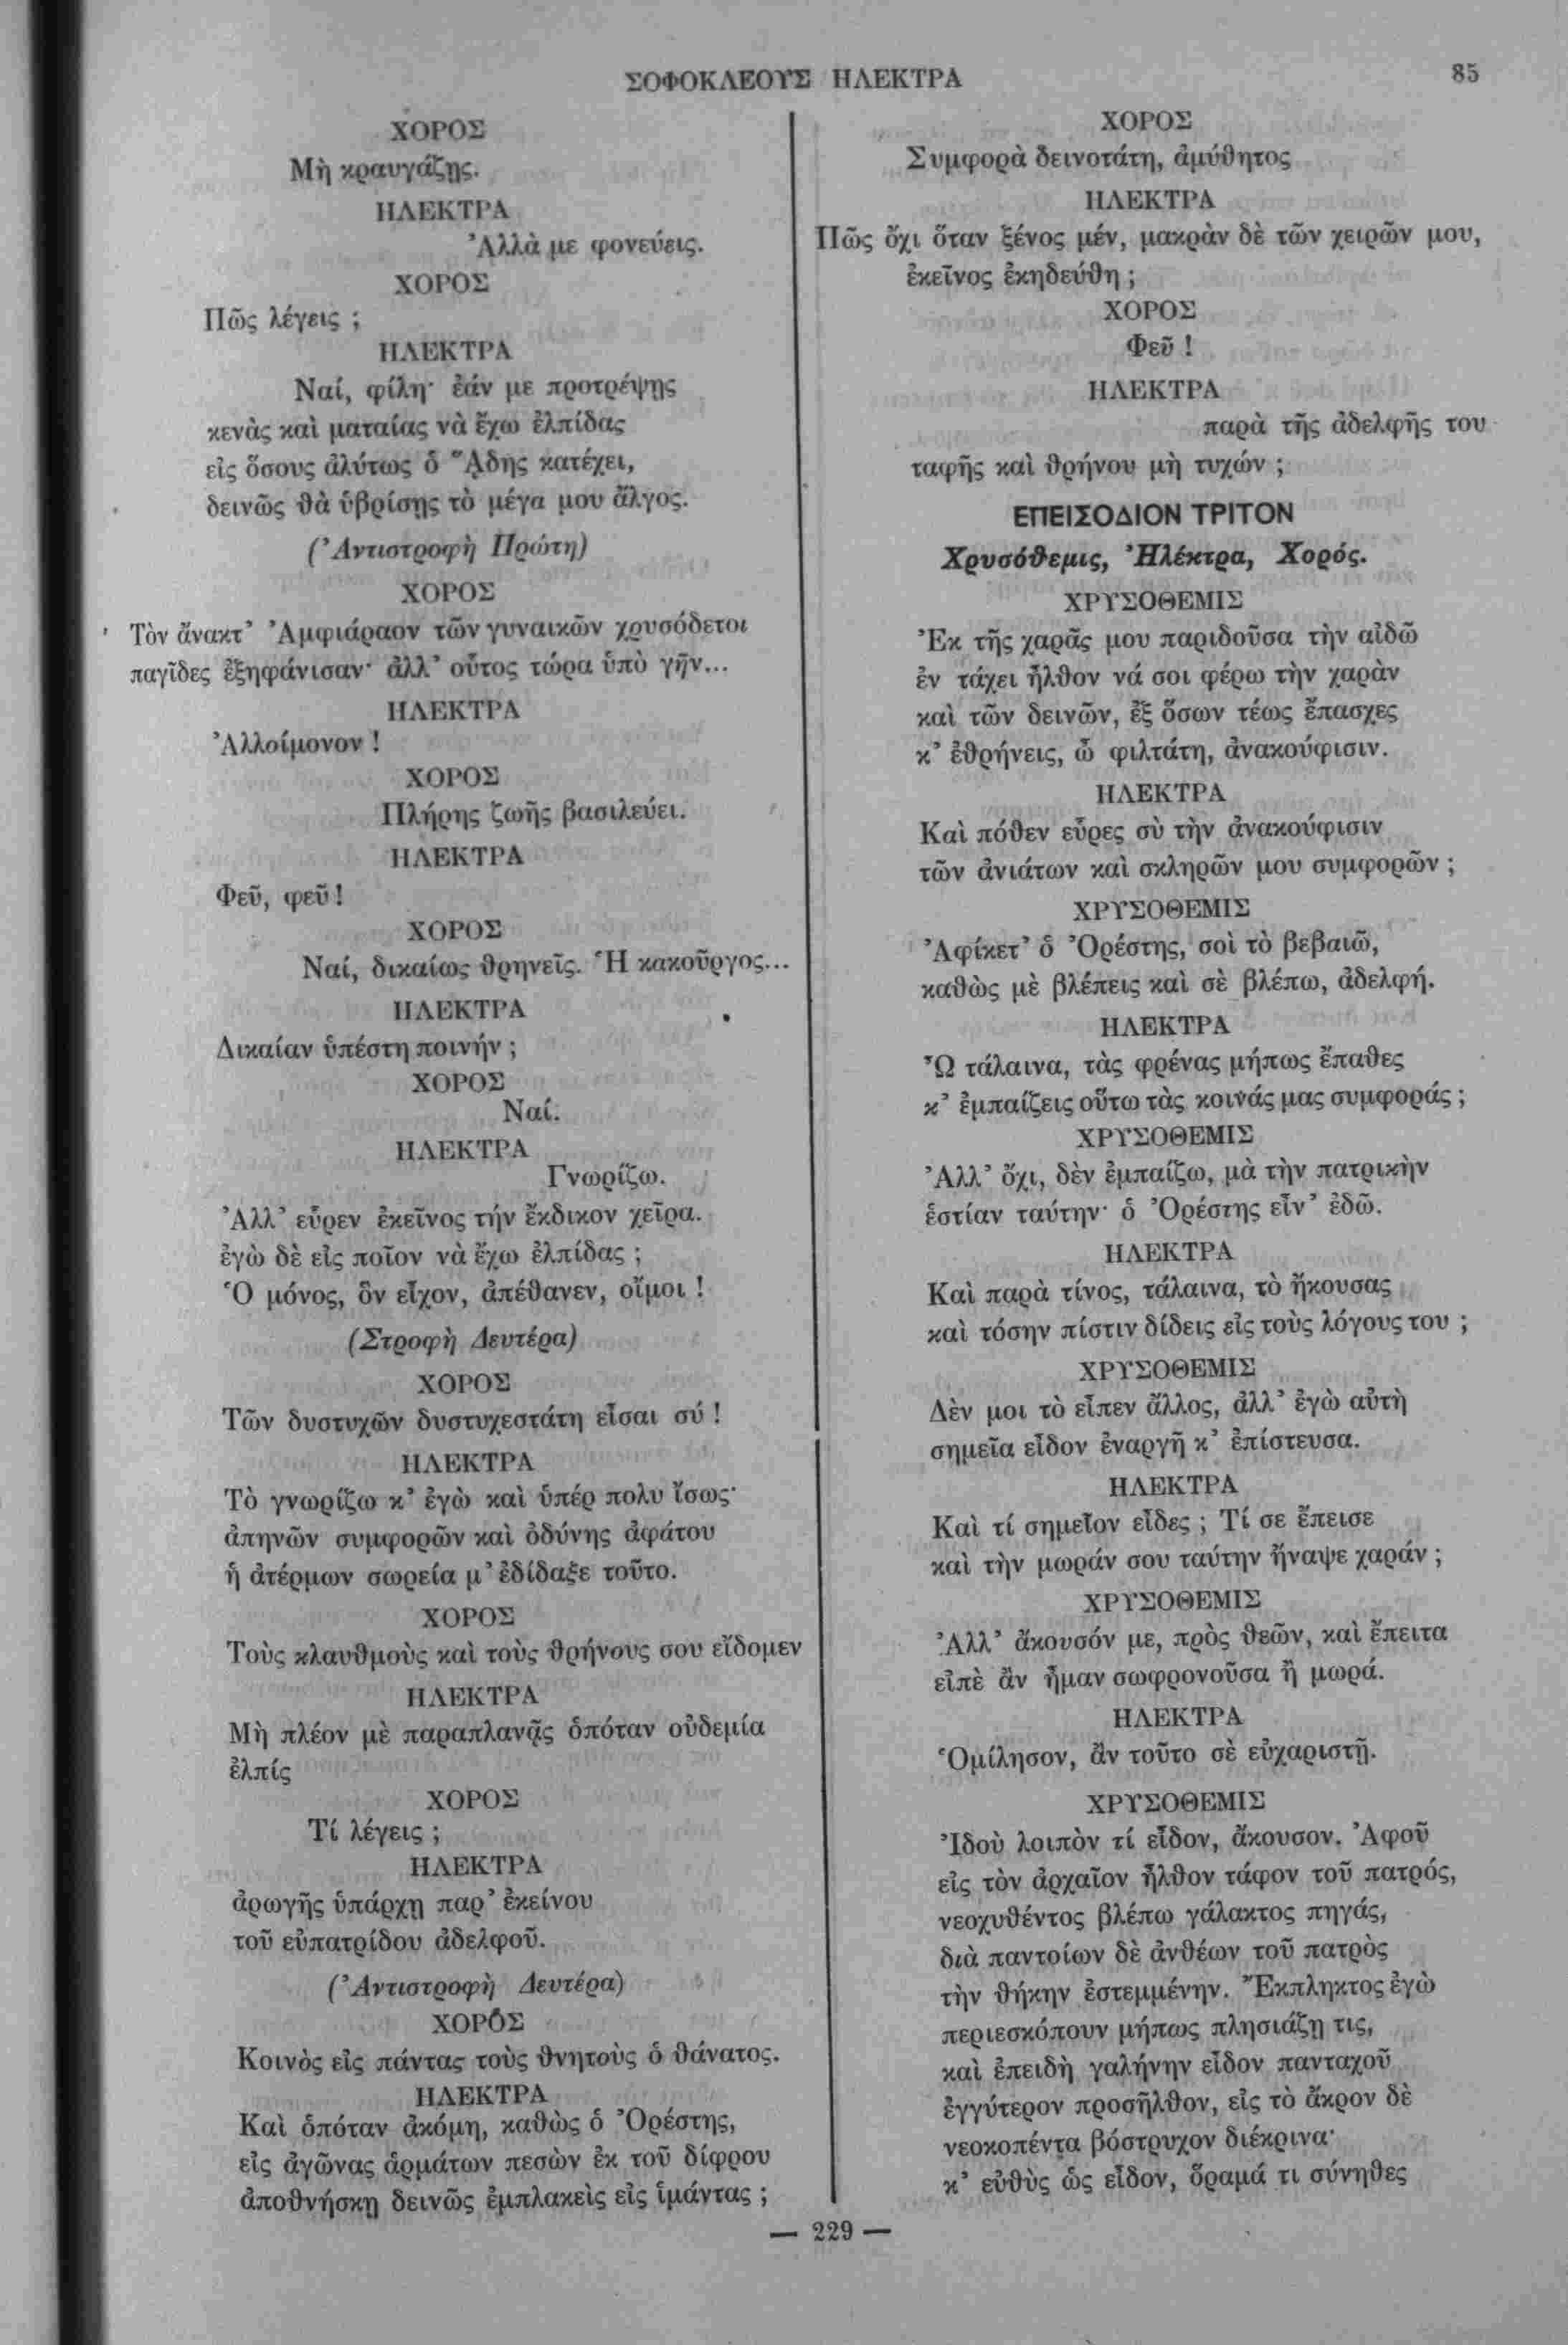 ΣΟΦΟΚΛΕΟΥΣ ΗΛΕΚΤΡΑ
85
ΧΟΡΟΣ
Μὴ κραυγάζῃς.
ΗΛΕΚΤΡΑ
Ἀλλὰ με φονεύεις.
ΧΟΡΟΣ
Πῶς λέγεις ;
ΗΛΕΚΤΡΑ
Ναί, φίλη· ἐάν με προτρέψῃς
κενὰς καὶ ματαίας νὰ ἔχω ἐλπίδας
εἰς ὅσους ἀλύτως ὁ ᾍδης κατέχει,
δεινῶς θὰ ὑβρίσῃς τὸ μέγα μου ἄλγος.
(Ἀντιστροφὴ Πρώτη)
ΧΟΡΟΣ
Τὸν ἄνακτ’ Ἀμφιάραον τῶν γυναικῶν χρυσόδετοι
παγῖδες ἐξηφάνισαν· ἀλλ’ οὗτος τώρα ὑπὸ γῆν...
ΗΛΕΚΤΡΑ
Ἀλλοίμονον !
ΧΟΡΟΣ
Πλήρης ζωῆς βασιλεύει.
ΗΛΕΚΤΡΑ
Φεῦ, φεῦ !
ΧΟΡΟΣ
Ναί, δικαίως θρηνεῖς. Ἡ κακοῦργος...
ΗΛΕΚΤΡΑ
Δικαίαν ὑπέστη ποινήν ;
ΧΟΡΟΣ
Ναί.
ΗΛΕΚΤΡΑ
Γνωρίζω.
Ἀλλ’ εὗρεν ἐκεῖνος τήν ἔκδικον χεῖρα.
ἐγὼ δὲ εἰς ποῖον νὰ ἔχω ἐλπίδας ;
Ὁ μόνος, ὃν εἶχον, ἀπέθανεν, οἴμοι !
(Στροφὴ Δευτέρα)
ΧΟΡΟΣ
Τῶν δυστυχῶν δυστυχεστάτη εἶσαι σύ !
ΗΛΕΚΤΡΑ
Τὸ γνωρίζω κ’ ἐγὼ καὶ ὑπέρ πολυ ἴσως·
ἀπηνῶν συμφορῶν καὶ ὀδύνης ἀφάτου
ἡ ἀτέρμων σωρεία μ’ ἐδίδαξε τοῦτο.
ΧΟΡΟΣ
Τοὺς κλαυθμοὺς καὶ τοὺς θρήνους σου εἴδομεν
ΗΛΕΚΤΡΑ
Μὴ πλέον μὲ παραπλανᾷς ὁπόταν οὐδεμία
ἐλπίς
ΧΟΡΟΣ
Τί λέγεις ;
ΗΛΕΚΤΡΑ
ἀρωγῆς ὑπάρχῃ παρ’ ἐκείνου
τοῦ εὐπατρίδου ἀδελφοῦ.
(Ἀντιστροφὴ Δευτέρα)
ΧΟΡΟΣ
Κοινὸς εἰς πάντας τοὺς θνητοὺς ὁ θάνατος.
ΗΛΕΚΤΡΑ
Καὶ ὁπόταν ἀκόμη, καθὼς ὁ Ὀρέστης,
εἰς ἀγῶνας ἁρμάτων πεσὼν ἐκ τοῦ δίφρου
ἀποθνήσκῃ δεινῶς ἐμπλακεὶς εἰς ἱμάντας ;
ΧΟΡΟΣ
Συμφορὰ δεινοτάτη, ἀμύθητος
ΗΛΕΚΤΡΑ
Πῶς ὄχι ὅταν ξένος μέν, μακρὰν δὲ τῶν χειρῶν μου,
ἐκεῖνος ἐκηδεύθη ;
ΧΟΡΟΣ
Φεῦ !
ΗΛΕΚΤΡΑ
παρὰ τῆς ἀδελφῆς του
ταφῆς καὶ θρήνου μὴ τυχών ;
ΕΠΕΙΣΟΔΙΟΝ ΤΡΙΤΟΝ
Χρυσόθεμις, Ἠλέκτρα, Χορός.
ΧΡΥΣΟΘΕΜΙΣ
Ἐκ τῆς χαρᾶς μου παριδοῦσα τὴν αἰδῶ
ἐν τάχει ἦλθον νά σοι φέρω τὴν χαρὰν
καὶ τῶν δεινῶν, ἐξ ὅσων τέως ἔπασχες
κ’ ἐθρήνεις, ὦ φιλτάτη, ἀνακούφισιν.
ΗΛΕΚΤΡΑ
Καὶ πόθεν εὗρες σὺ τὴν ἀνακούφισιν
τῶν ἀνιάτων καὶ σκληρῶν μου συμφορῶν ;
ΧΡΥΣΟΘΕΜΙΣ
Ἀφίκετ’ ὁ Ὀρέστης, σοὶ τὸ βεβαιῶ,
καθὼς μὲ βλέπεις καὶ σὲ βλέπω, ἀδελφή.
ΗΛΕΚΤΡΑ
Ὦ τάλαινα, τὰς φρένας μήπως ἔπαθες
κ’ ἐμπαίζεις οὕτω τὰς κοινάς μας συμφοράς ;
ΧΡΥΣΟΘΕΜΙΣ
Ἀλλ’ ὄχι, δὲν ἐμπαίζω, μὰ τὴν πατρικὴν
ἑστίαν ταύτην· ὁ Ὀρέστης εἶν’ ἐδῶ.
ΗΛΕΚΤΡΑ
Καὶ παρὰ τίνος, τάλαινα, τὸ ἤκουσας
καὶ τόσην πίστιν δίδεις εἰς τοὺς λόγους του ;
ΧΡΥΣΟΘΕΜΙΣ
Δὲν μοι τὸ εἶπεν ἄλλος, ἀλλ’ ἐγὼ αὐτὴ
σημεῖα εἶδον ἐναργῆ κ’ ἐπίστευσα.
ΗΛΕΚΤΡΑ
Καὶ τί σημεῖον εἶδες ; Τί σε ἔπεισε
καὶ τὴν μωράν σου ταύτην ἤναψε χαράν ;
ΧΡΥΣΟΘΕΜΙΣ
Ἀλλ’ ἄκουσόν με, πρὸς θεῶν, καὶ ἔπειτα
εἰπὲ ἂν ἦμαν σωφρονοῦσα ἢ μωρά.
ΗΛΕΚΤΡΑ
Ὁμίλησον, ἂν τοῦτο σὲ εὐχαριστῇ.
ΧΡΥΣΟΘΕΜΙΣ
Ἰδοὺ λοιπὸν τί εἶδον, ἄκουσον. Ἀφοῦ
εἰς τὸν ἀρχαῖον ἦλθον τάφον τοῦ πατρός,
νεοχυθέντος βλέπω γάλακτος πηγάς,
διὰ παντοίων δὲ ἀνθέων τοῦ πατρὸς
τὴν θήκην ἐστεμμένην. Ἔκπληκτος ἐγὼ
περιεσκόπουν μήπως πλησιάζῃ τις,
καὶ ἐπειδὴ γαλήνην εἶδον πανταχοῦ
ἐγγύτερον προσῆλθον, εἰς τὸ ἄκρον δὲ
νεοκοπέντα βόστρυχον διέκρινα·
κ’ εὐθὺς ὡς εἶδον, ὅραμά τι σύνηθες
— 229 —